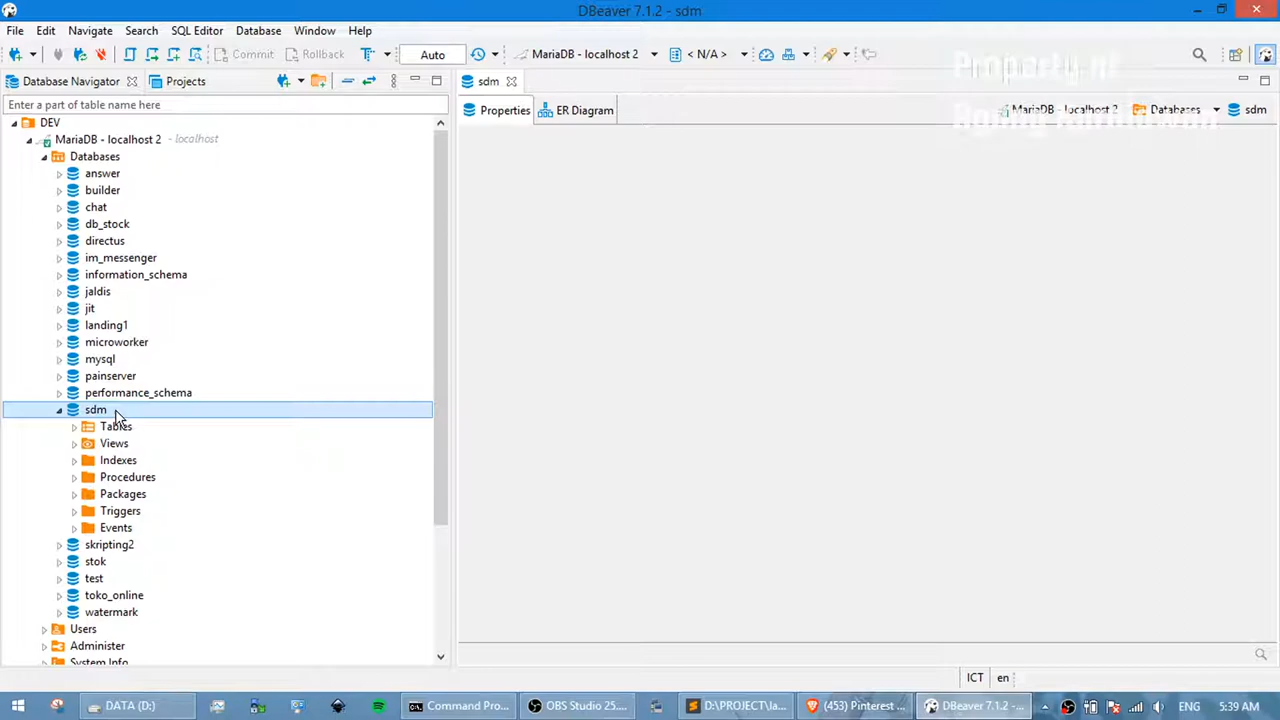 DBeaver 7.1.2 - sdm
File Edit Navigate Search SQL Editor Database Window Help
Commit Rollback Auto MariaDB - localhost 2 < N/A >
Database Navigator Projects sdm
Enter a part of table name here
Properties ER Diagram MariaDB - localhost 2 Databases sdm
DEV
MariaDB - localhost 2 - localhost
Databases
answer
builder
chat
db_stock
directus
im_messenger
information_schema
jaldis
jit
landing1
microworker
mysql
painserver
performance_schema
sdm
Tables
Views
Indexes
Procedures
Packages
Triggers
Events
skripting2
stok
test
toko_online
watermark
Users
Administer
System Info
ICT en
DATA (D:) Command Pro... OBS Studio 25.... D:\PROJECT\la... (453) Pinterest ... DBeaver 7.1.2 -... ENG 5:39 AM